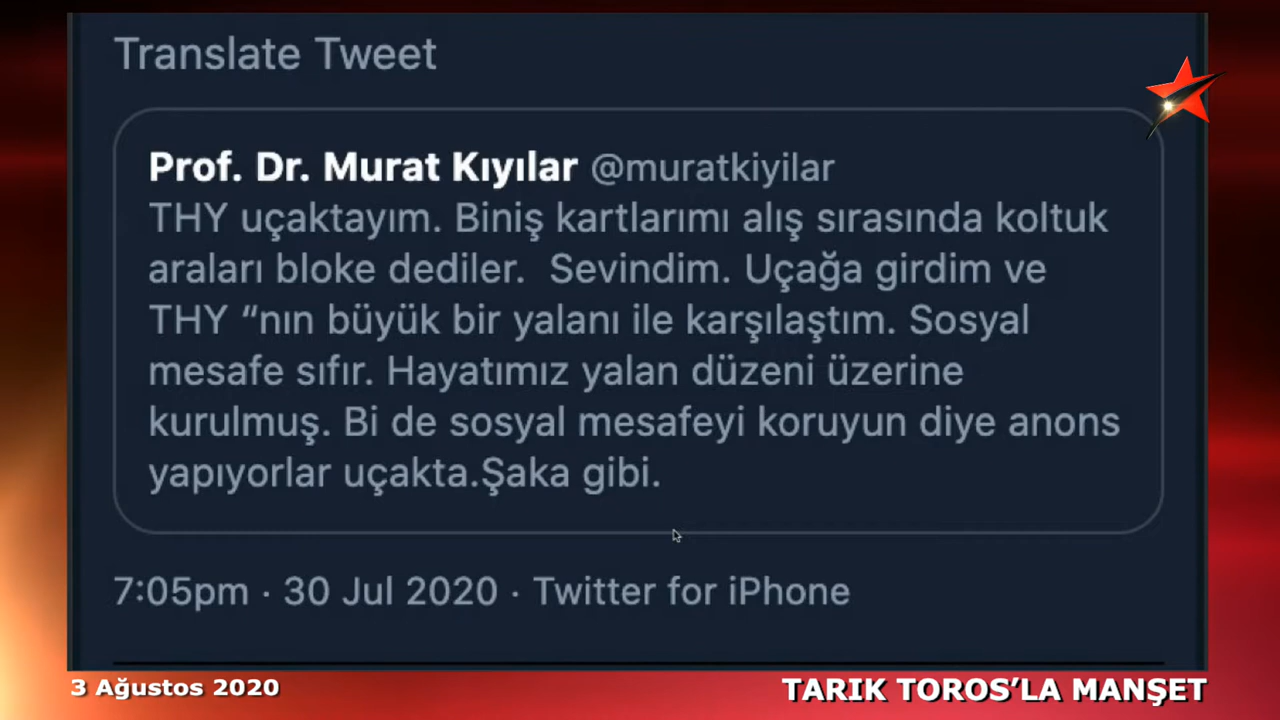 Translate Tweet
Prof. Dr. Murat Kıyılar @muratkiyilar
THY uçaktayım. Biniş kartlarımı alış sırasında koltuk
araları bloke dediler.  Sevindim. Uçağa girdim ve
THY “nın büyük bir yalanı ile karşılaştım. Sosyal
mesafe sıfır. Hayatımız yalan düzeni üzerine
kurulmuş. Bi de sosyal mesafeyi koruyun diye anons
yapıyorlar uçakta.Şaka gibi.
7:05pm · 30 Jul 2020 · Twitter for iPhone
3 Ağustos 2020
TARIK TOROS’LA MANŞET